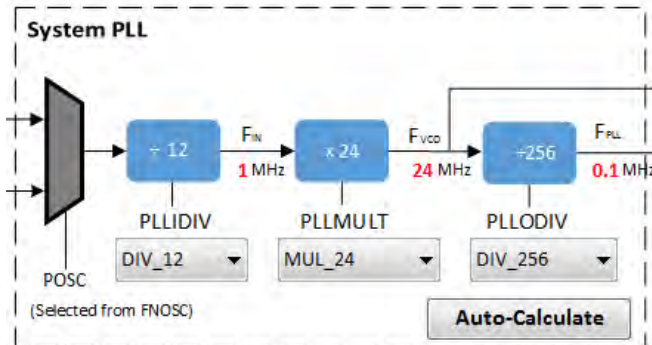 System PLL
÷ 12
FIN
1 MHz
x 24
FVCO
24 MHz
÷256
FPLL
0.1 MHz
PLLIDIV
PLLMULT
PLLODIV
DIV_12
MUL_24
DIV_256
POSC
(Selected from FNOSC)
Auto-Calculate